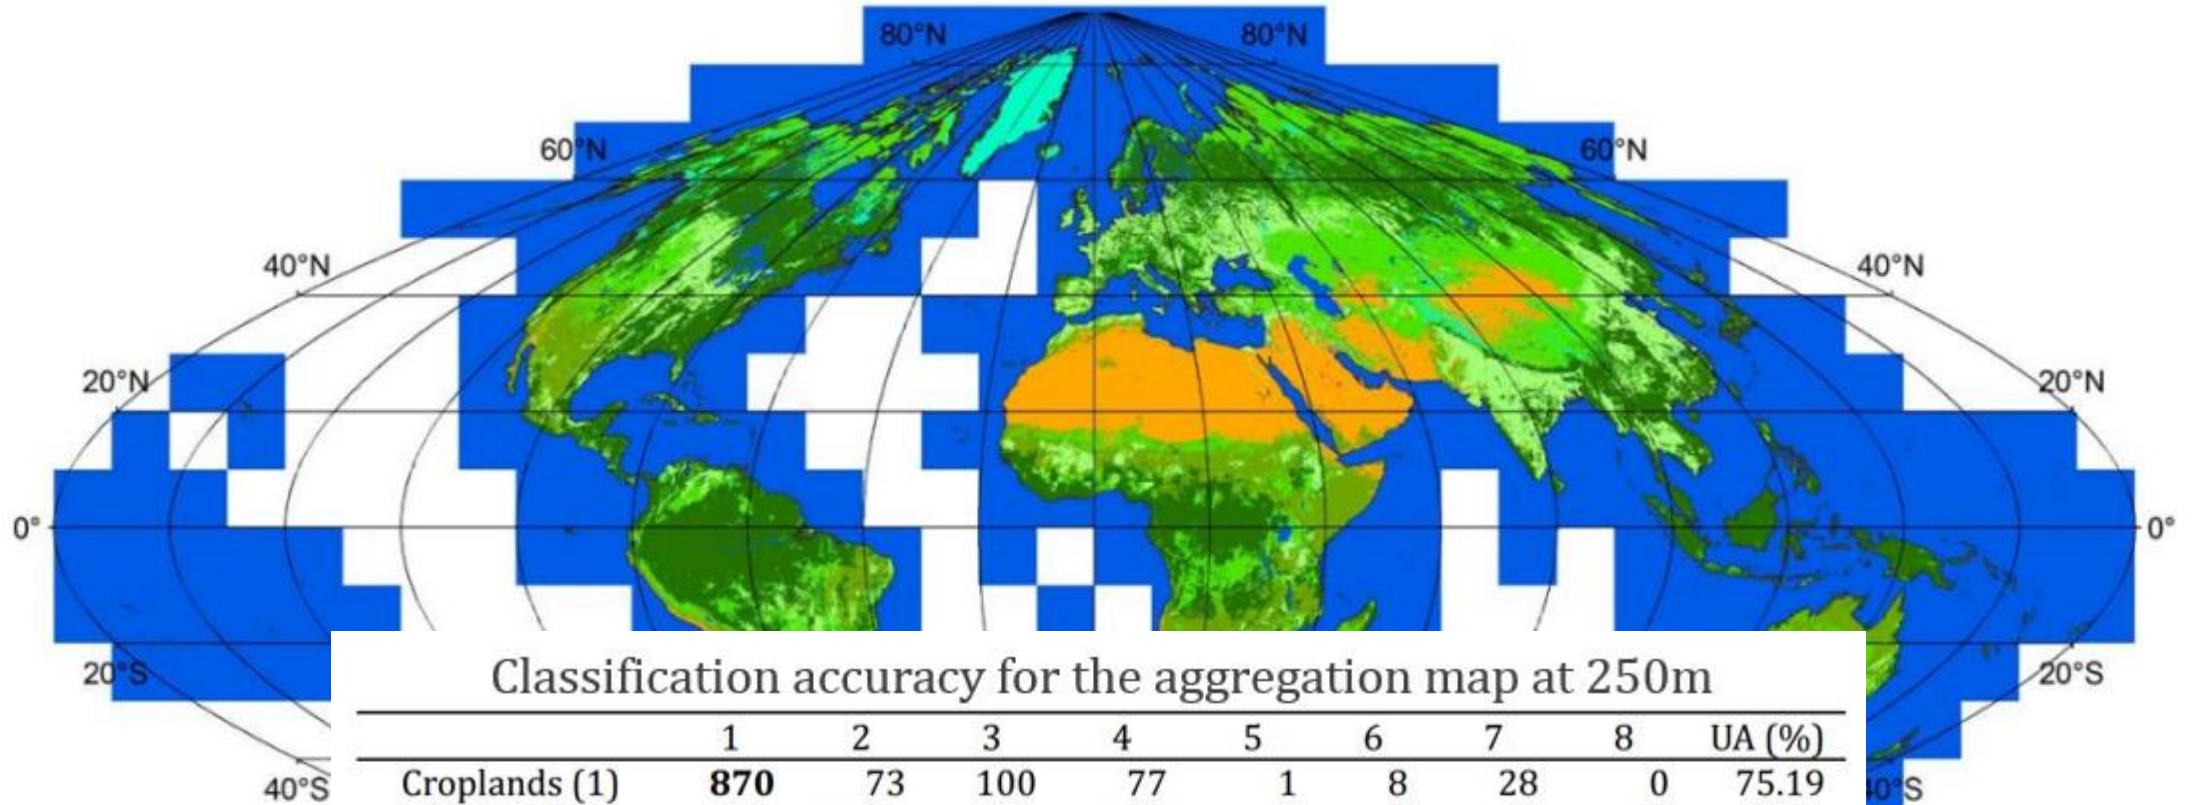 80°N 80°N
60°N 60°N
40°N 40°N
20°N 20°N
0° 0°
20°S 20°S
Classification accuracy for the aggregation map at 250m
1 2 3 4 5 6 7 8 UA (%)
40°S Croplands (1) 870 73 100 77 1 8 28 0 75.19 40°S